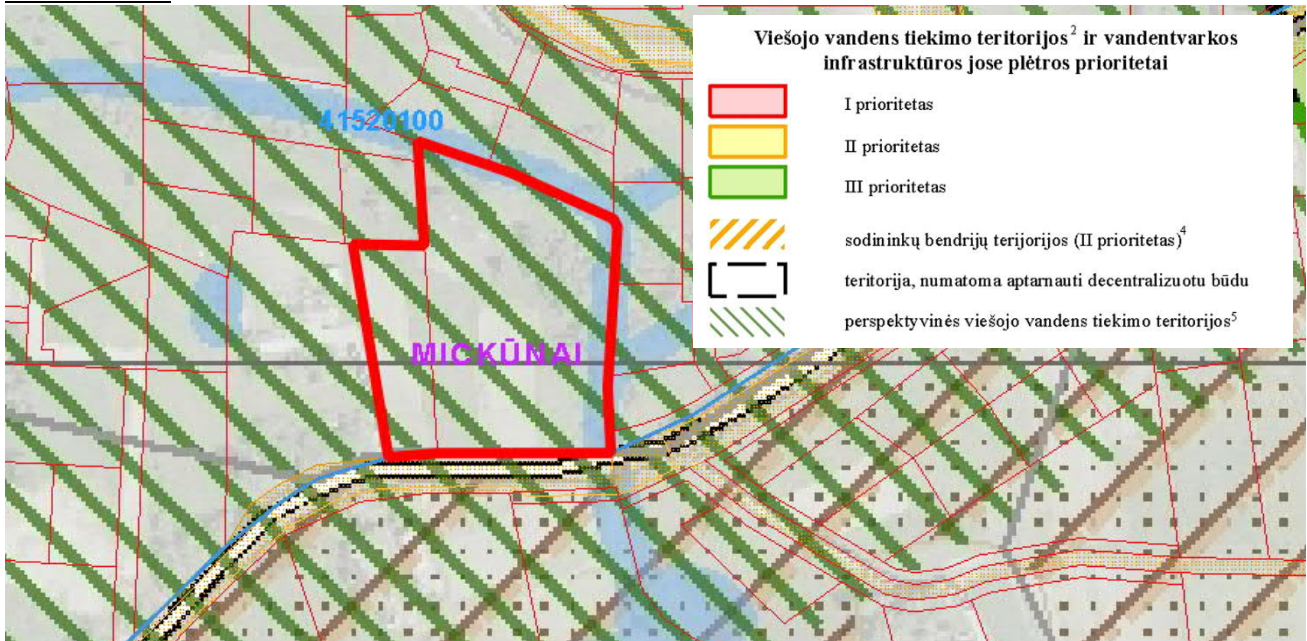 Viešojo vandens tiekimo teritorijos² ir vandentvarkos
infrastruktūros jose plėtros prioritetai
I prioritetas
II prioritetas
III prioritetas
sodininkų bendrijų terijorijos (II prioritetas)⁴
teritorija, numatoma aptarnauti decentralizuotu būdu
perspektyvinės viešojo vandens tiekimo teritorijos⁵
41520100
MICKŪNAI